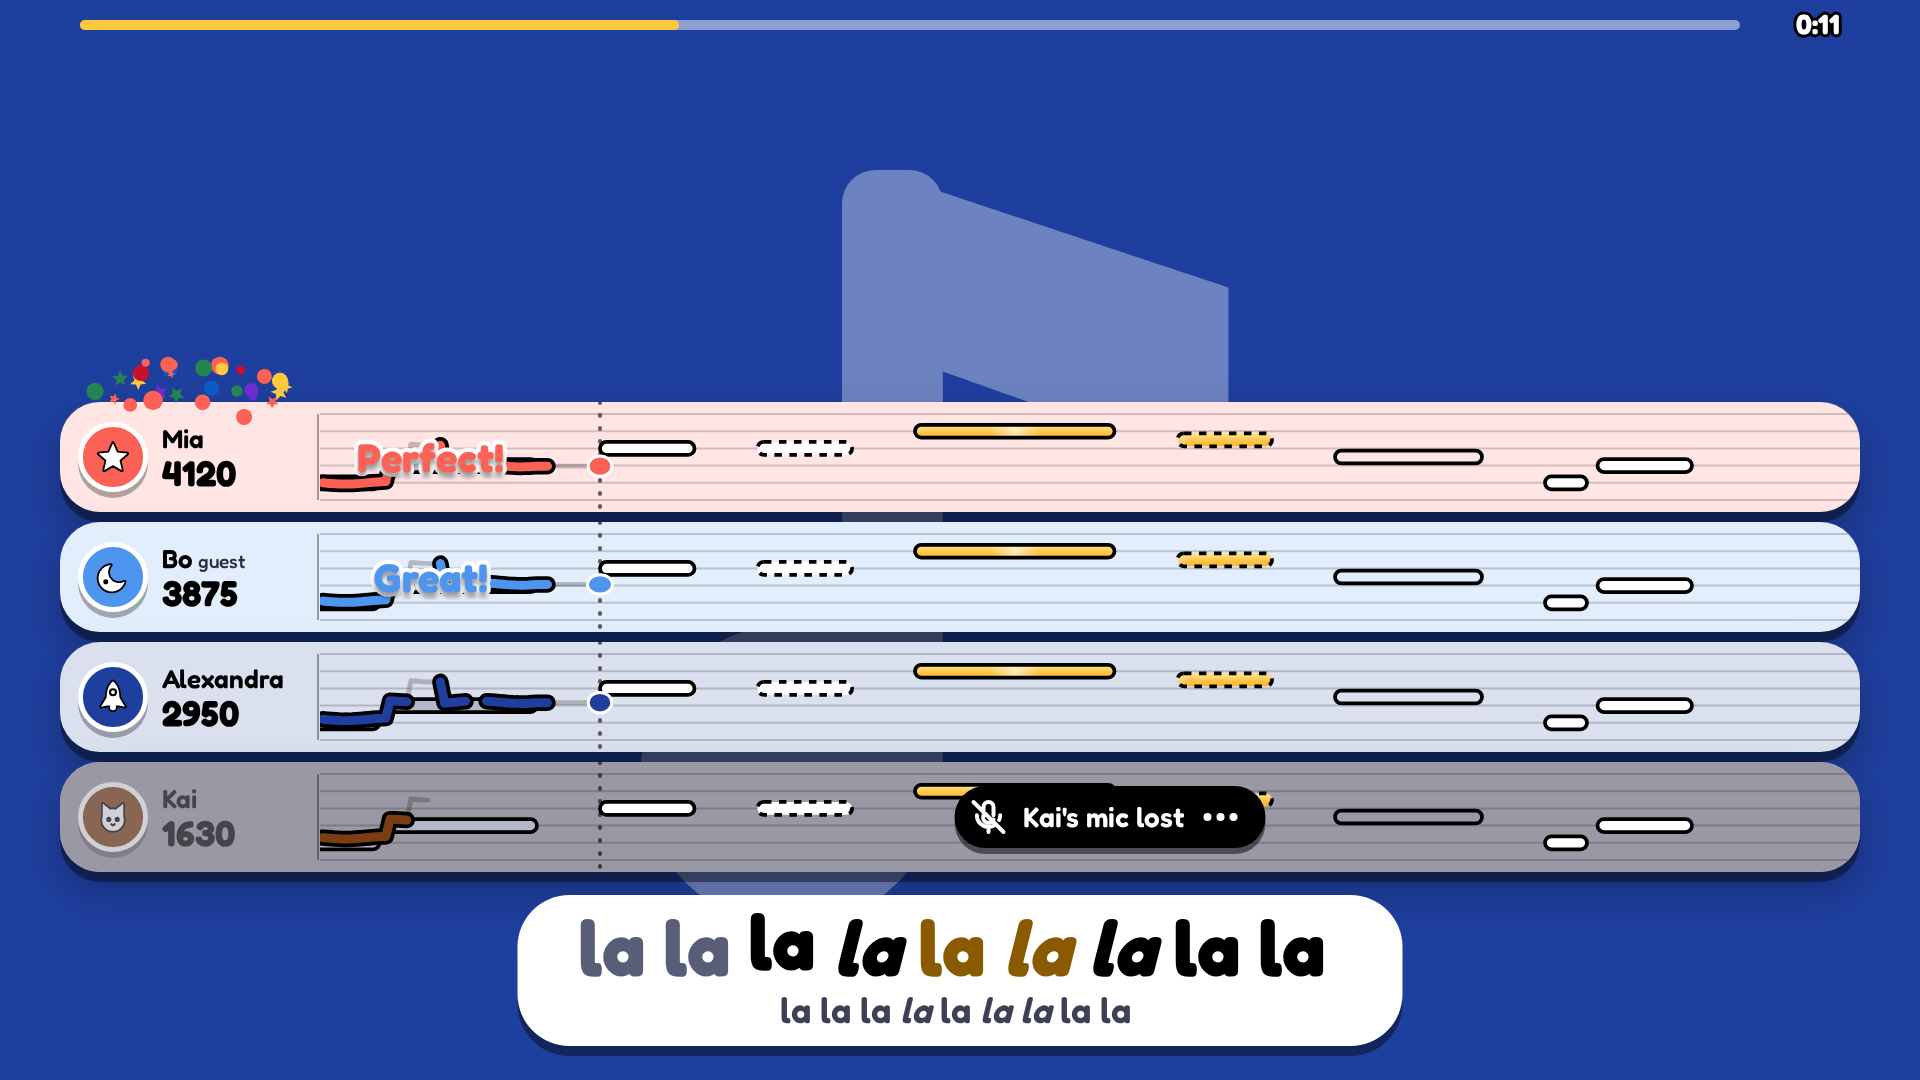 0:11
Mia
4120
Perfect!
Bo guest
3875
Great!
Alexandra
2950
Kai
1630
Kai's mic lost •••
la la la la la la la la la
la la la la la la la la la